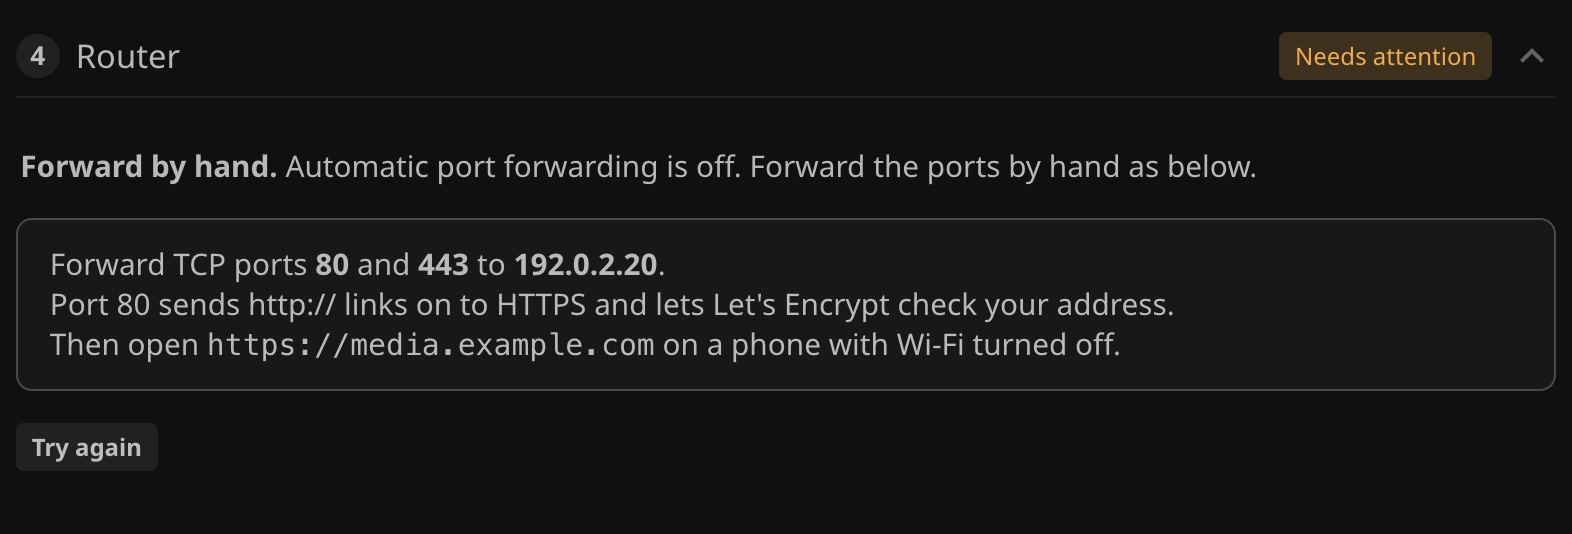 4 Router Needs attention
Forward by hand. Automatic port forwarding is off. Forward the ports by hand as below.
Forward TCP ports 80 and 443 to 192.0.2.20.
Port 80 sends http:// links on to HTTPS and lets Let's Encrypt check your address.
Then open https://media.example.com on a phone with Wi-Fi turned off.
Try again